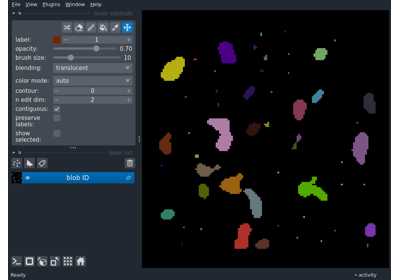 File View Plugins Window Help
layer controls
label: 1
opacity: 0.70
brush size: 10
blending: translucent
color mode: auto
contour: 0
n edit dim: 2
contiguous:
preserve
labels:
show
selected:
layer list
blob ID
Ready
activity